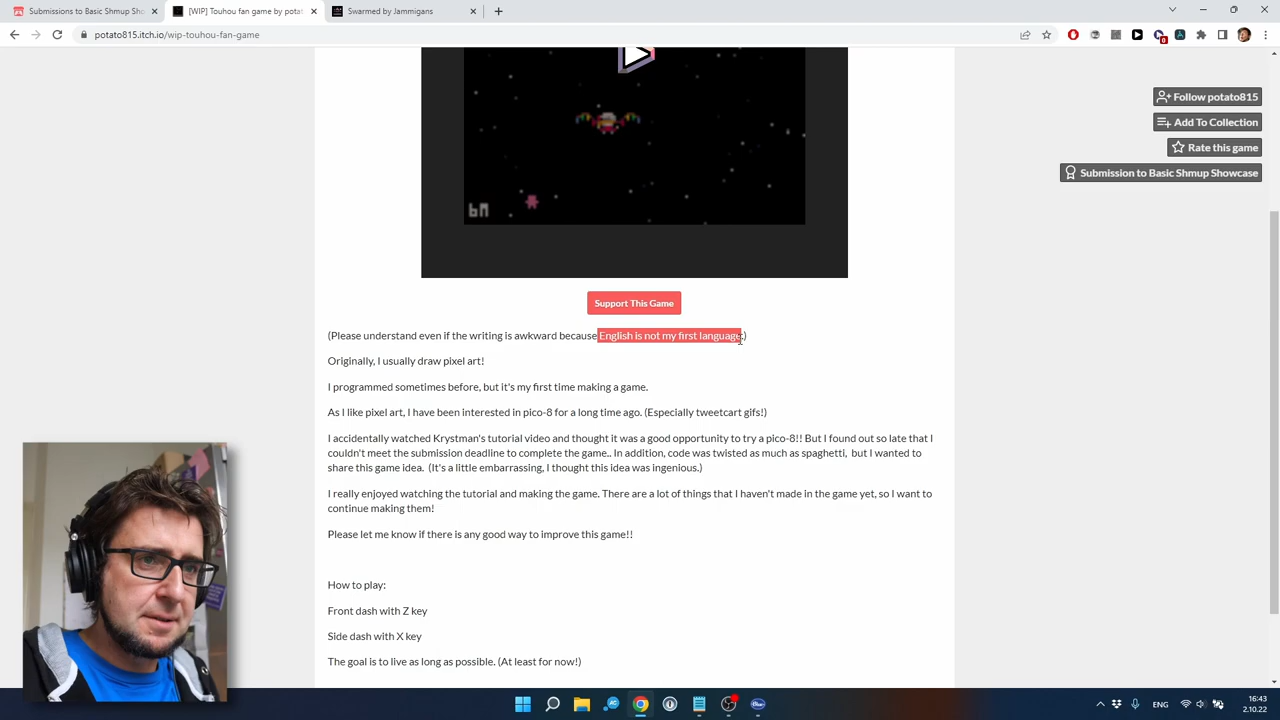 Submissions to Basic Shmup Sho
[WIP] Touhou fan game by potat
Swarmed by Jammigans
potato815.itch.io/wip-touhou-fan-game
Follow potato815
Add To Collection
Rate this game
Submission to Basic Shmup Showcase
Support This Game
(Please understand even if the writing is awkward because English is not my first language.)
Originally, I usually draw pixel art!
I programmed sometimes before, but it's my first time making a game.
As I like pixel art, I have been interested in pico-8 for a long time ago. (Especially tweetcart gifs!)
I accidentally watched Krystman's tutorial video and thought it was a good opportunity to try a pico-8!! But I found out so late that I
couldn't meet the submission deadline to complete the game.. In addition, code was twisted as much as spaghetti, but I wanted to
share this game idea. (It's a little embarrassing, I thought this idea was ingenious.)
I really enjoyed watching the tutorial and making the game. There are a lot of things that I haven't made in the game yet, so I want to
continue making them!
Please let me know if there is any good way to improve this game!!
How to play:
Front dash with Z key
Side dash with X key
The goal is to live as long as possible. (At least for now!)
ENG
16:43
2.10.22